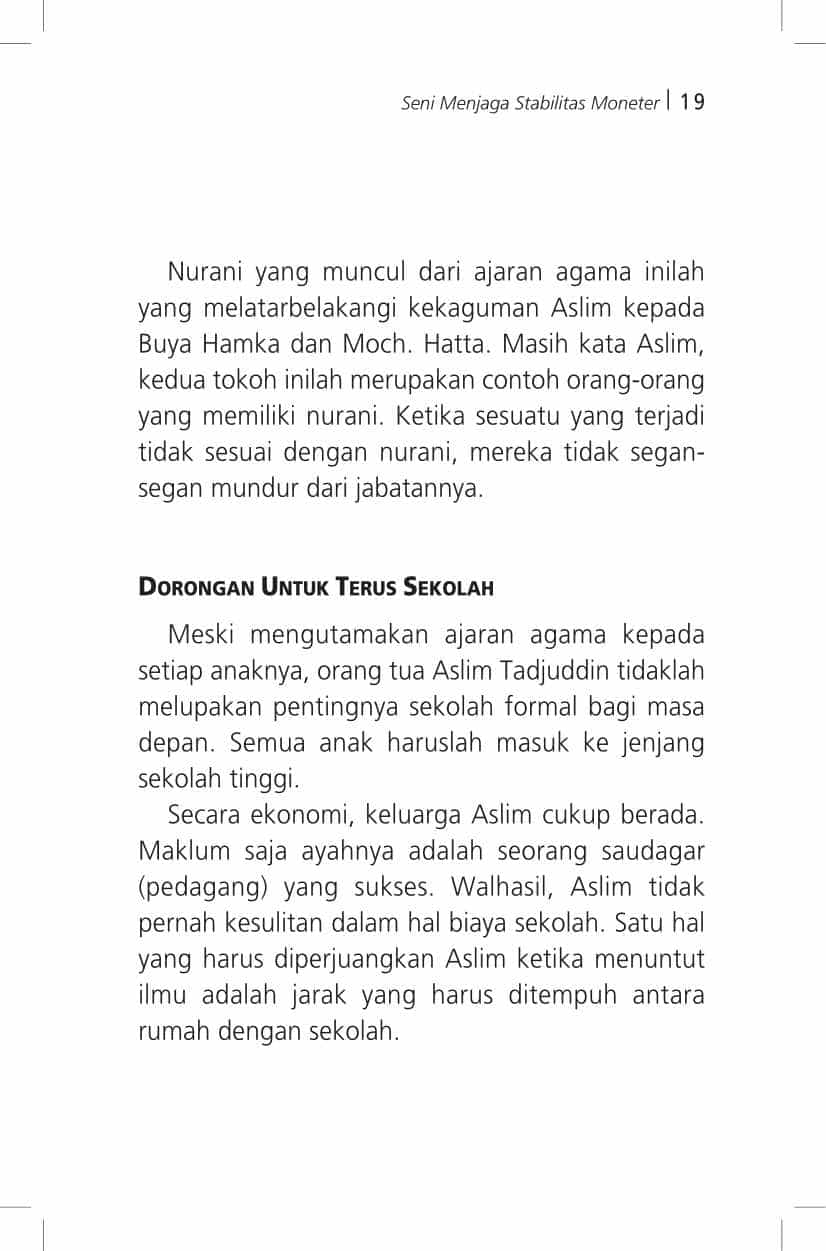 Seni Menjaga Stabilitas Moneter | 19
Nurani yang muncul dari ajaran agama inilah
yang melatarbelakangi kekaguman Aslim kepada
Buya Hamka dan Moch. Hatta. Masih kata Aslim,
kedua tokoh inilah merupakan contoh orang-orang
yang memiliki nurani. Ketika sesuatu yang terjadi
tidak sesuai dengan nurani, mereka tidak segan-
segan mundur dari jabatannya.
DORONGAN UNTUK TERUS SEKOLAH
Meski mengutamakan ajaran agama kepada
setiap anaknya, orang tua Aslim Tadjuddin tidaklah
melupakan pentingnya sekolah formal bagi masa
depan. Semua anak haruslah masuk ke jenjang
sekolah tinggi.
Secara ekonomi, keluarga Aslim cukup berada.
Maklum saja ayahnya adalah seorang saudagar
(pedagang) yang sukses. Walhasil, Aslim tidak
pernah kesulitan dalam hal biaya sekolah. Satu hal
yang harus diperjuangkan Aslim ketika menuntut
ilmu adalah jarak yang harus ditempuh antara
rumah dengan sekolah.